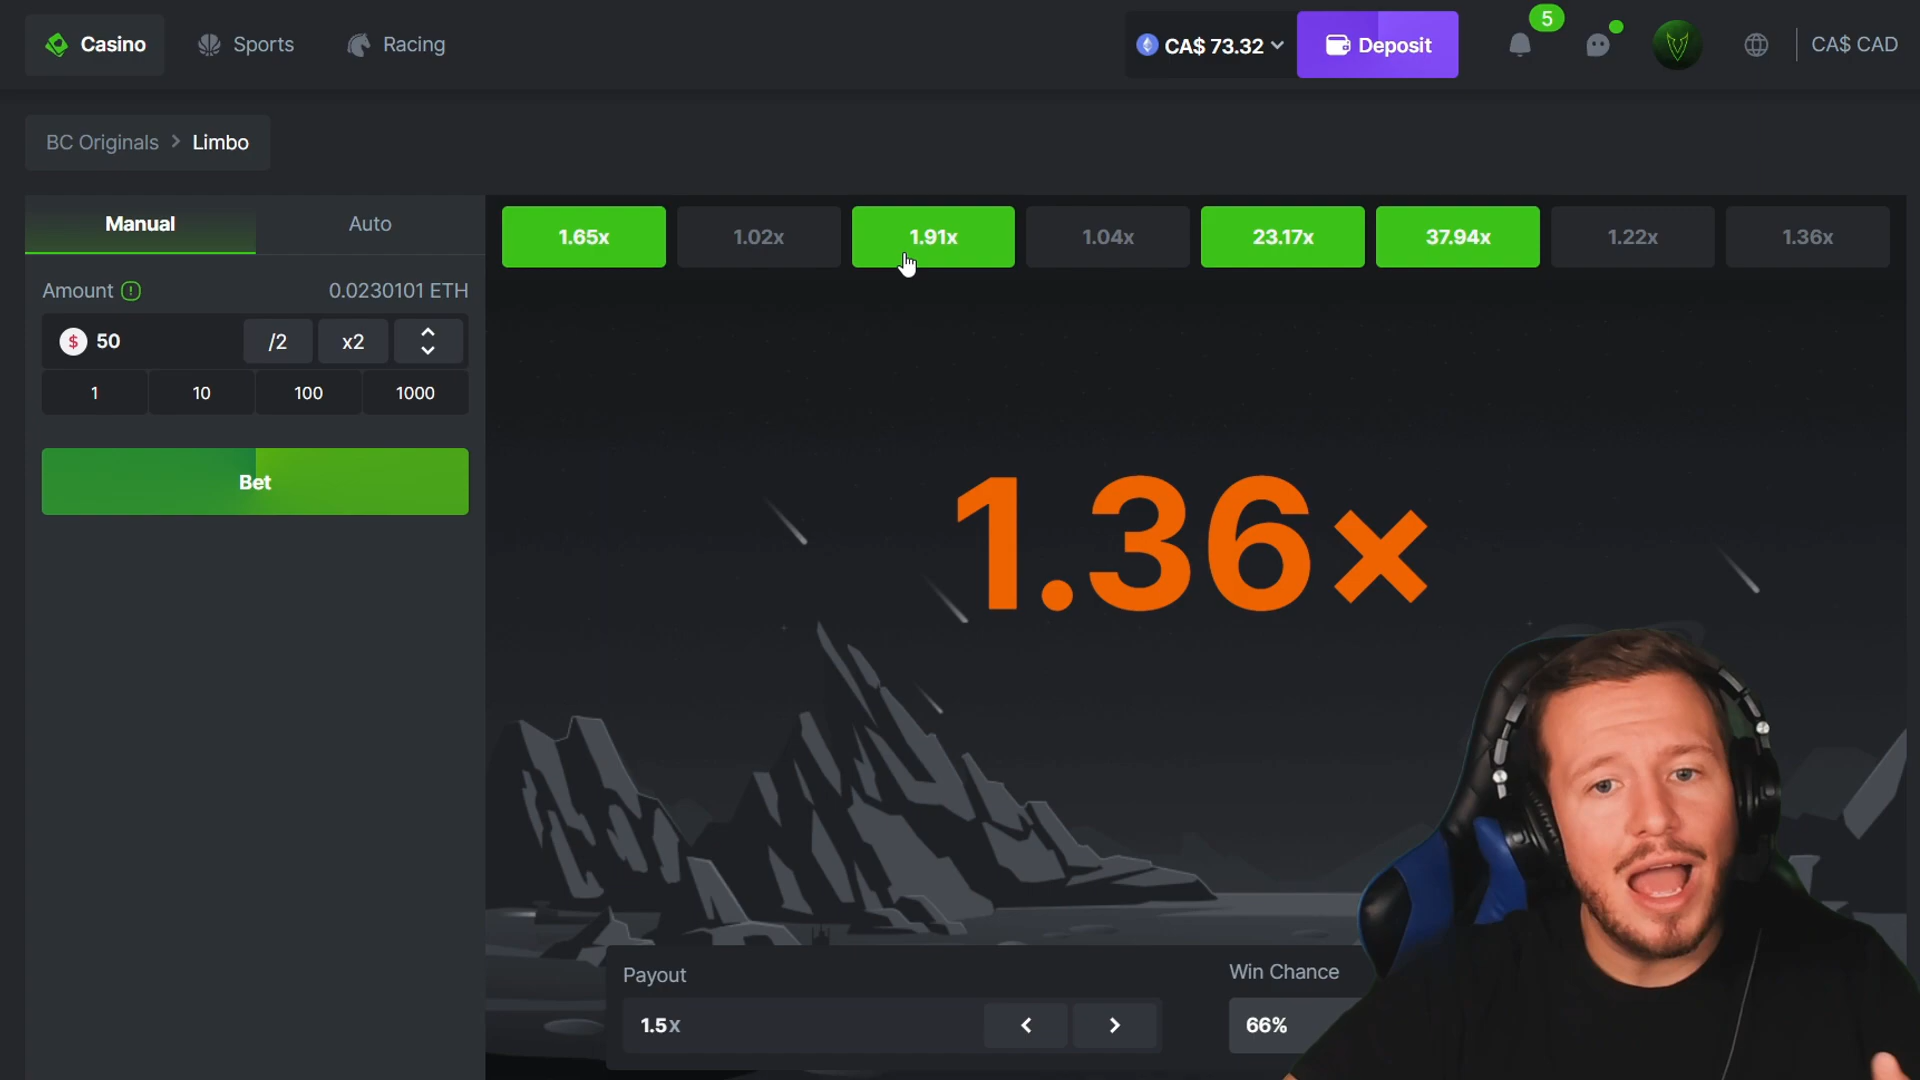 Casino
Sports
Racing
CA$ 73.32
Deposit
5
CA$ CAD
BC Originals > Limbo
Manual
Auto
1.65x
1.02x
1.91x
1.04x
23.17x
37.94x
1.22x
1.36x
Amount
0.0230101 ETH
$ 50
/2
x2
1
10
100
1000
Bet
1.36×
Payout
Win Chance
1.5x
66%